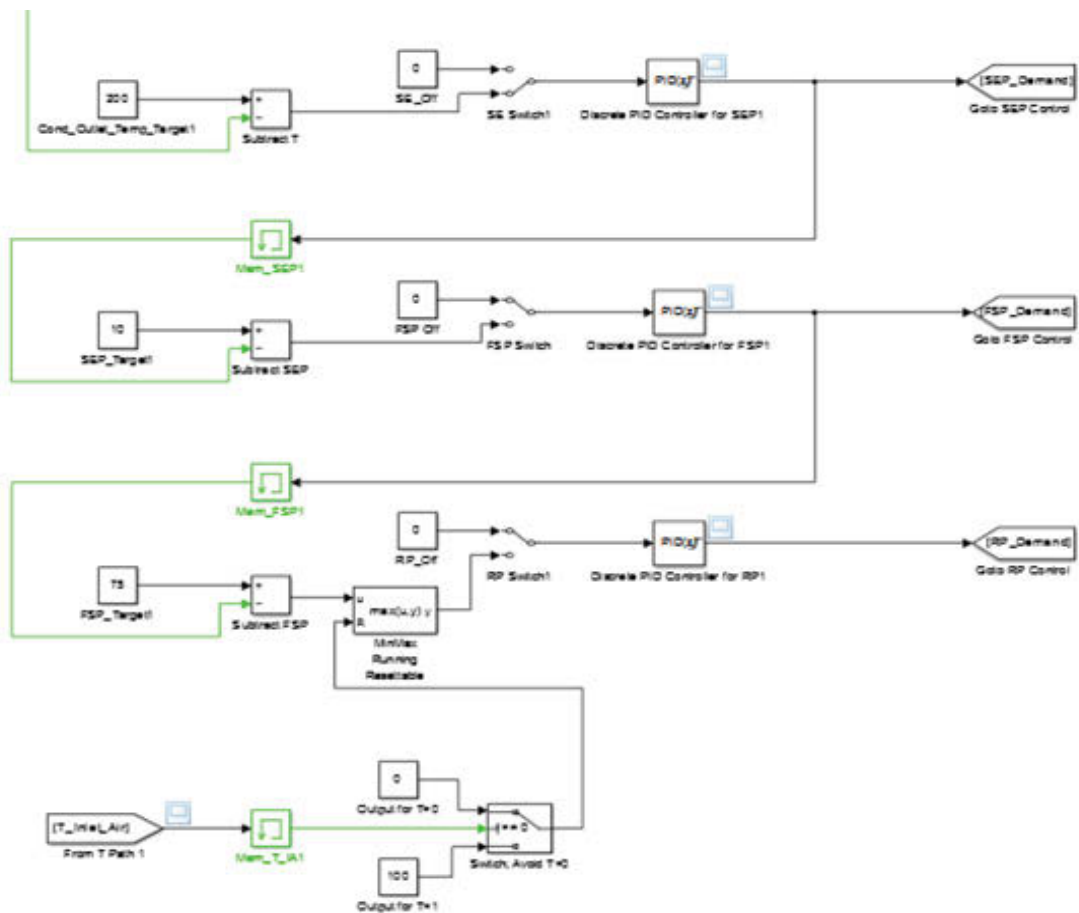 0
SE_Off
200
Cond_Outlet_Temp_Target1
+
−
Subtract T
SE Switch1
PID(z)
Discrete PID Controller for SEP1
[SEP_Demand]
Goto SEP Control
Mem_SEP1
0
FSP Off
10
SEP_Target1
+
−
Subtract SEP
FSP Switch
PID(z)
Discrete PID Controller for FSP1
[FSP_Demand]
Goto FSP Control
Mem_FSP1
0
RP_Off
75
FSP_Target1
+
−
Subtract FSP
u
R
max(u,y) y
MinMax
Running
Resettable
RP Switch1
PID(z)
Discrete PID Controller for RP1
[RP_Demand]
Goto RP Control
0
Output for T=0
[T_Inlet_Air]
From T Path 1
Mem_T_IA1
100
Output for T>1
Switch, Avoid T=0